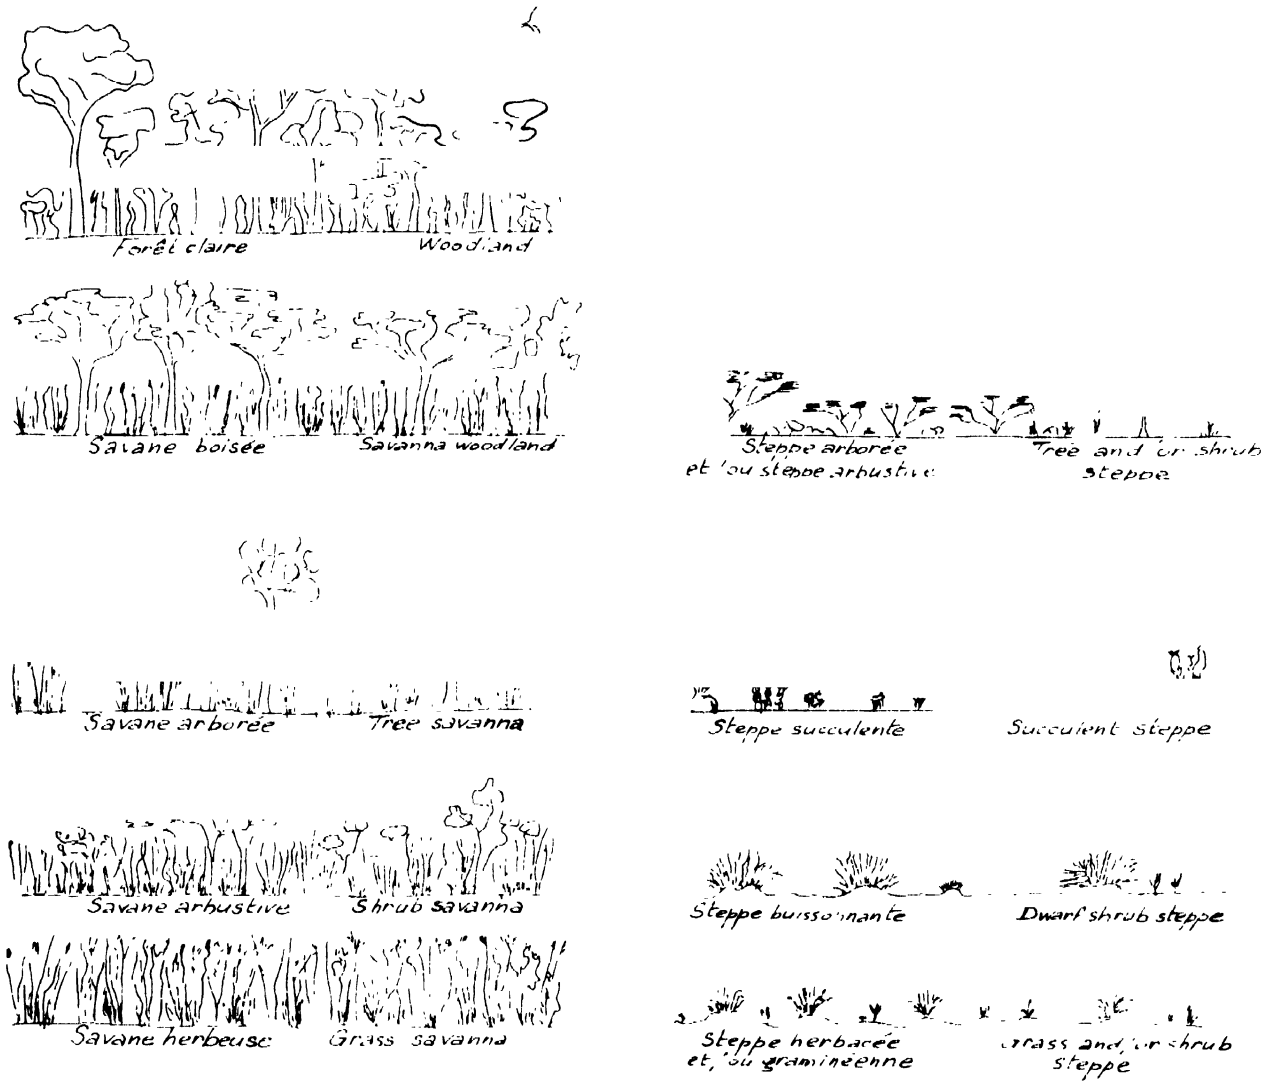 Forêt claire Woodland
Savane boisée Savanna woodland
Steppe arborée Tree and or shrub
et/ou steppe arbustive steppe
Savane arborée Tree savanna
Steppe succulente Succulent steppe
Savane arbustive Shrub savanna
Steppe buissonnante Dwarf shrub steppe
Savane herbeuse Grass savanna
Steppe herbacée Grass and/or shrub
et/ou graminéenne steppe